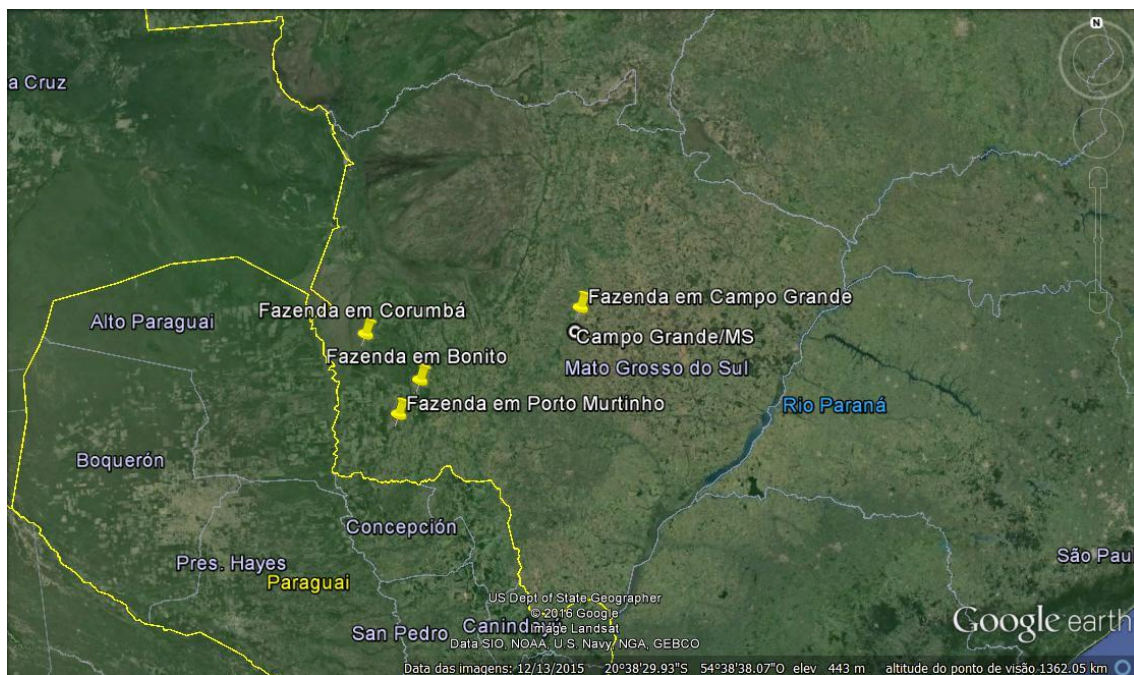 N
a Cruz
Fazenda em Campo Grande
Fazenda em Corumbá
Alto Paraguai
Campo Grande/MS
Fazenda em Bonito
Mato Grosso do Sul
Fazenda em Porto Murtinho
Rio Paraná
Boquerón
Concepción
São Pau
Pres. Hayes
Paraguai
US Dept of State Geographer
© 2016 Google
Image Landsat
San Pedro
Data SIO, NOAA, U.S. Navy, NGA, GEBCO
Google earth
Data das imagens: 12/13/2015 20°38'29.93"S 54°38'38.07"O elev 443 m altitude do ponto de visão 1362.05 km